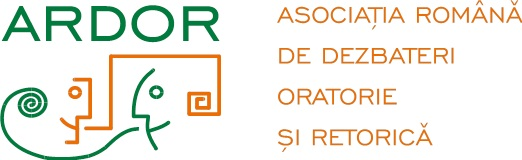 ARDOR
ASOCIAȚIA ROMÂNĂ
DE DEZBATERI
ORATORIE
ȘI RETORICĂ